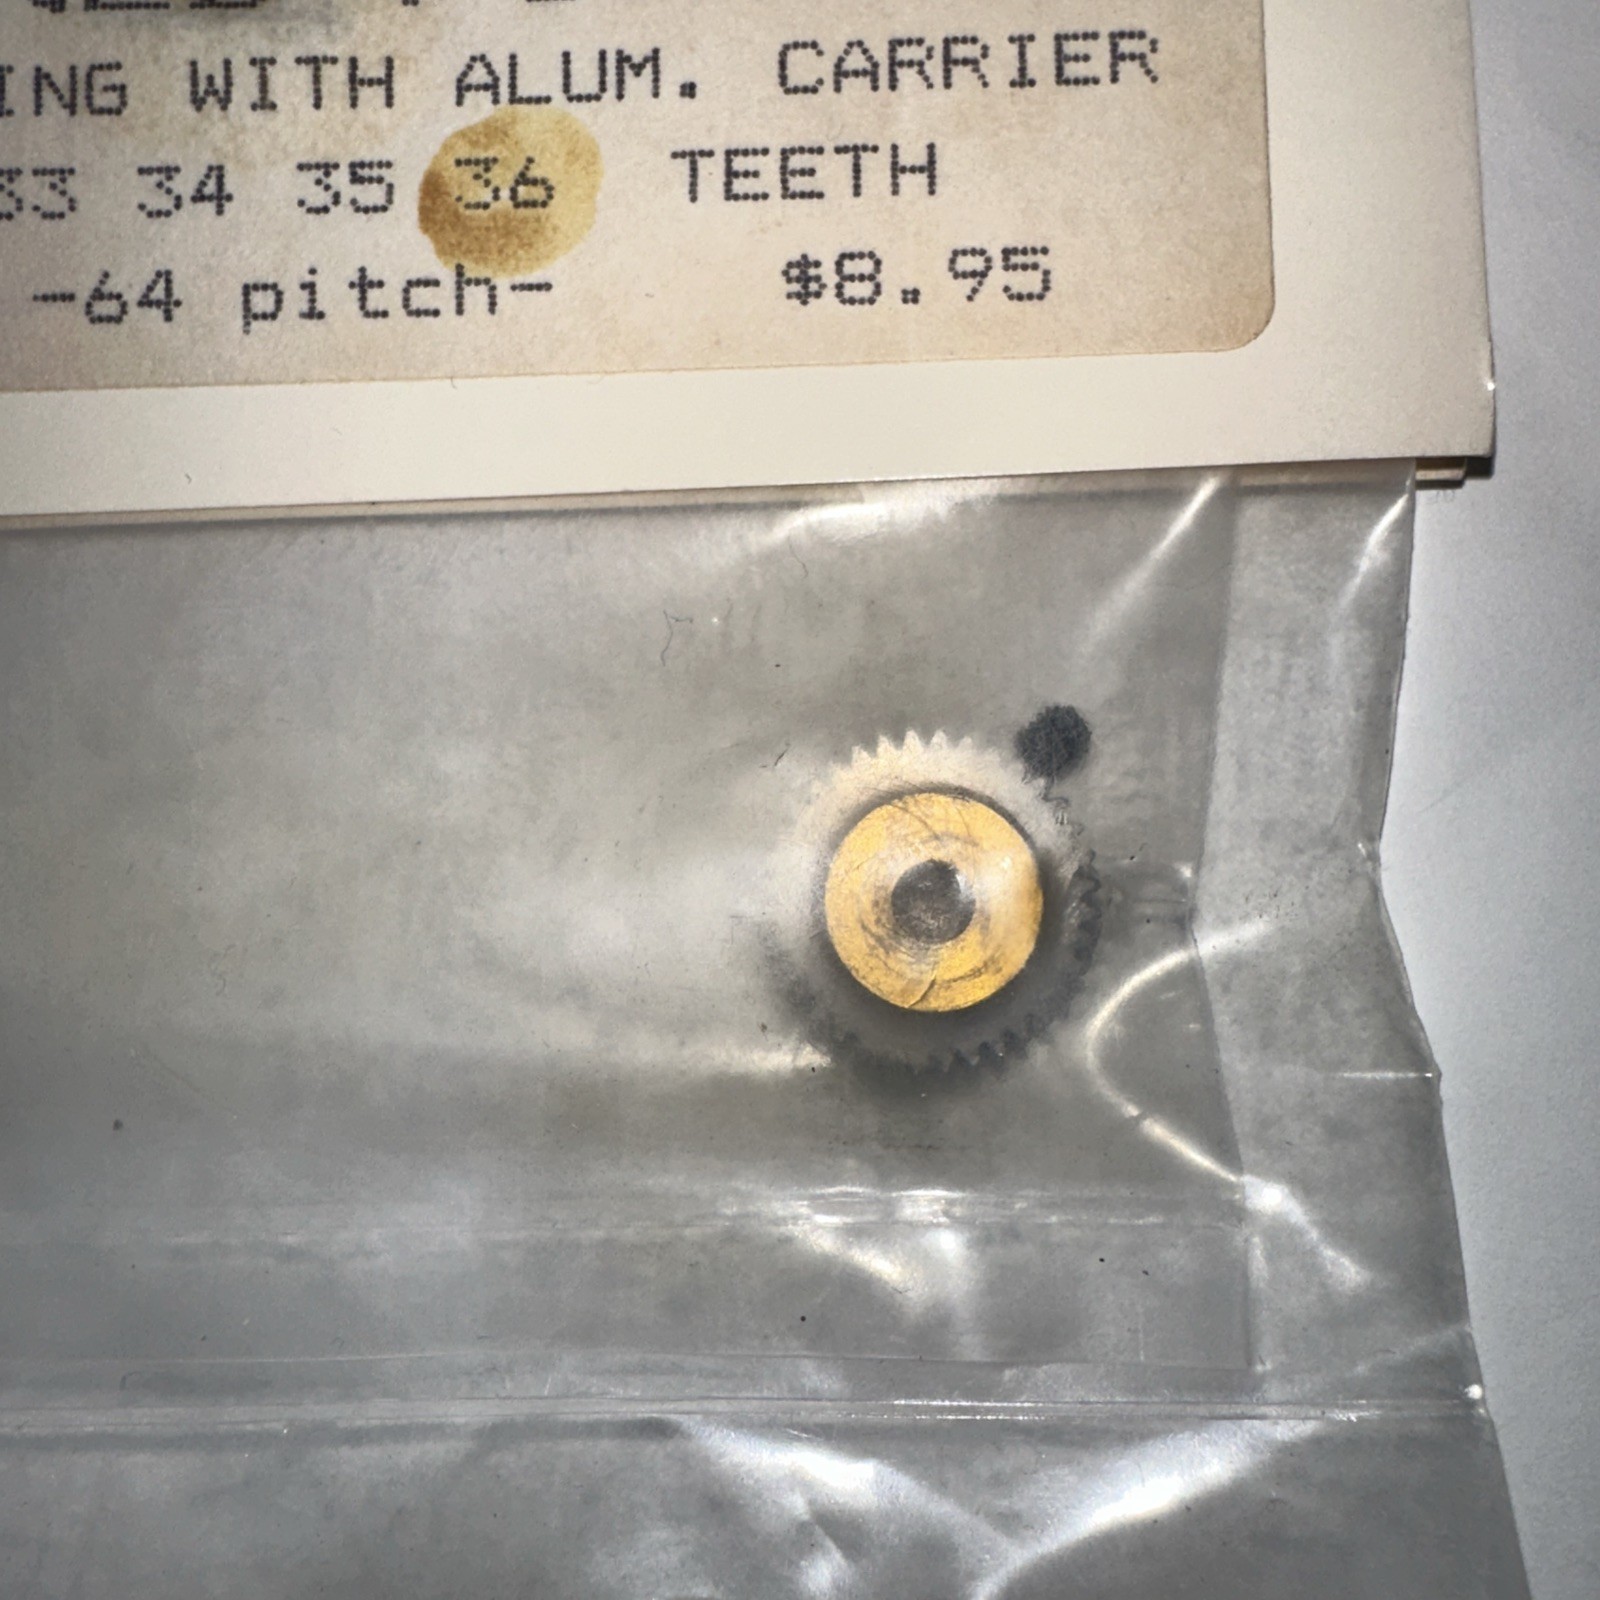 ING WITH ALUM. CARRIER
33 34 35 36 TEETH
-64 pitch- $8.95